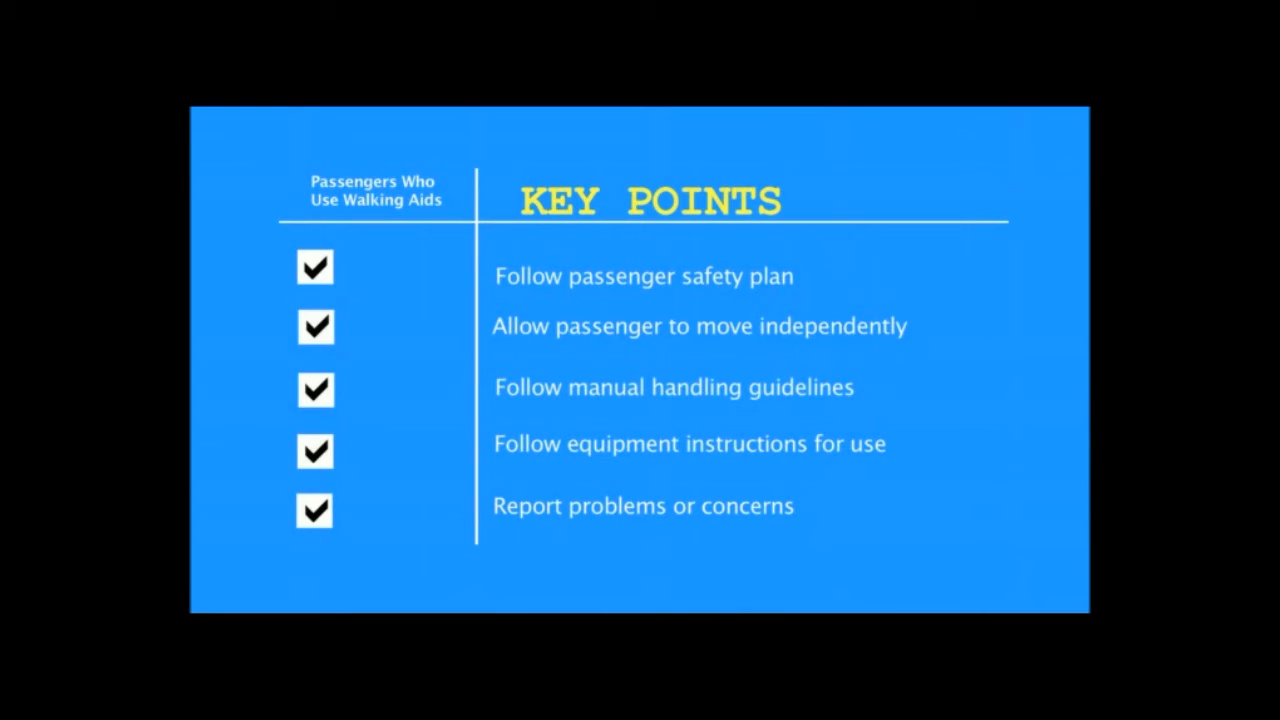 Passengers Who
Use Walking Aids
KEY POINTS
Follow passenger safety plan
Allow passenger to move independently
Follow manual handling guidelines
Follow equipment instructions for use
Report problems or concerns